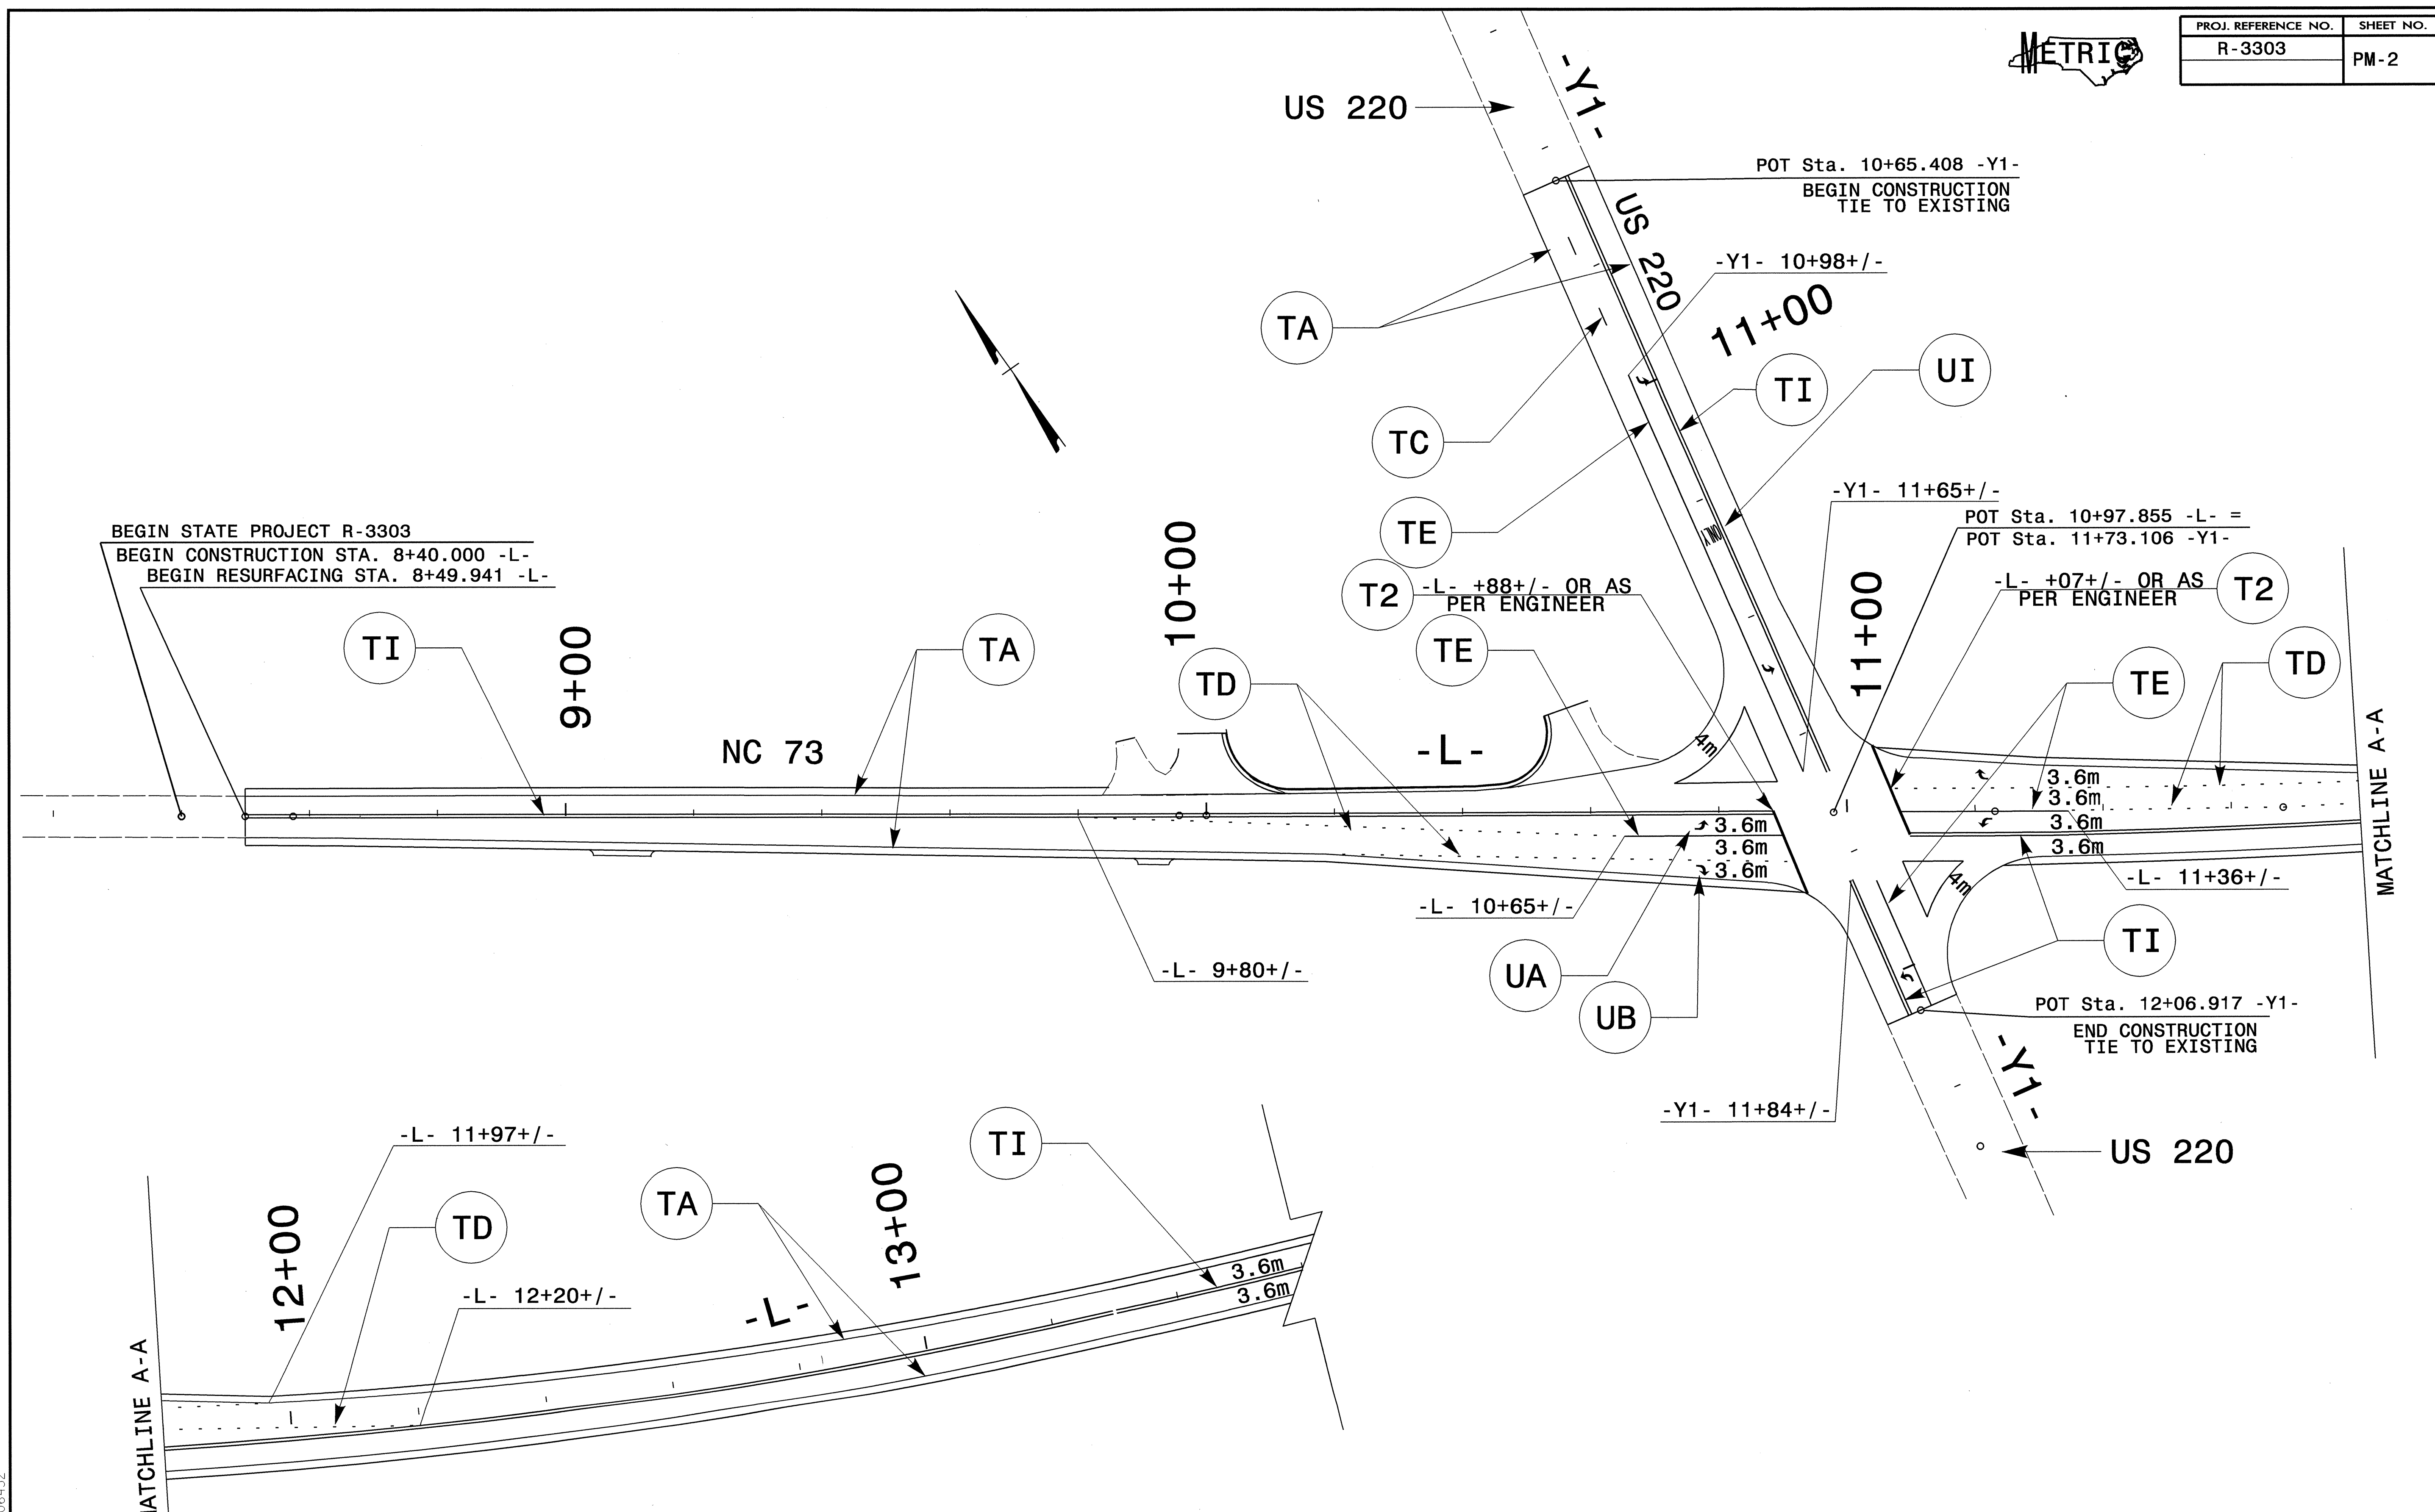 METRIC
PROJ. REFERENCE NO.
SHEET NO.
R-3303
PM-2
-Y1-
US 220
POT Sta. 10+65.408 -Y1-
BEGIN CONSTRUCTION
TIE TO EXISTING
US 220
-Y1- 10+98+/-
11+00
TA
TI
UI
TC
TE
ONLY
-Y1- 11+65+/-
POT Sta. 10+97.855 -L- =
POT Sta. 11+73.106 -Y1-
BEGIN STATE PROJECT R-3303
BEGIN CONSTRUCTION STA. 8+40.000 -L-
BEGIN RESURFACING STA. 8+49.941 -L-
T2
-L- +88+/- OR AS
PER ENGINEER
-L- +07+/- OR AS
PER ENGINEER
T2
TI
9+00
TA
10+00
TD
TE
11+00
TE
TD
NC 73
-L-
4m
3.6m
3.6m
3.6m
3.6m
3.6m
3.6m
3.6m
4m
MATCHLINE A-A
-L- 11+36+/-
-L- 10+65+/-
-L- 9+80+/-
UA
UB
TI
POT Sta. 12+06.917 -Y1-
END CONSTRUCTION
TIE TO EXISTING
-Y1-
-Y1- 11+84+/-
US 220
-L- 11+97+/-
12+00
TD
TA
13+00
TI
-L- 12+20+/-
-L-
3.6m
3.6m
MATCHLINE A-A